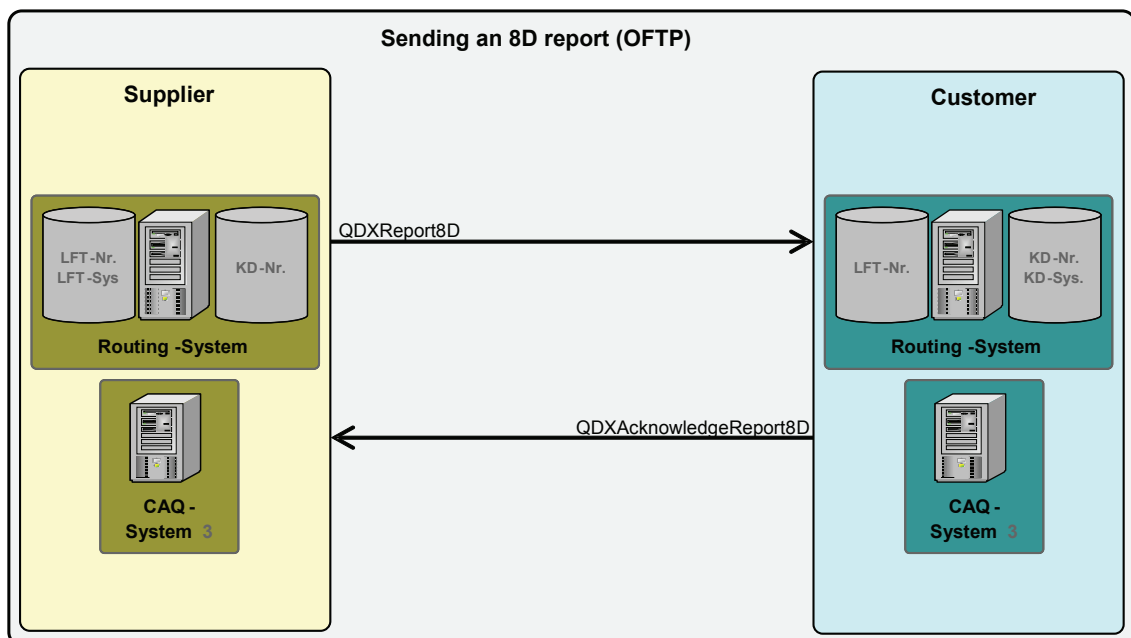 Sending an 8D report (OFTP)
Supplier
LFT-Nr.
LFT-Sys
KD-Nr.
Routing -System
CAQ -
System 3
QDXReport8D
QDXAcknowledgeReport8D
Customer
LFT-Nr.
KD-Nr.
KD-Sys.
Routing -System
CAQ -
System 3